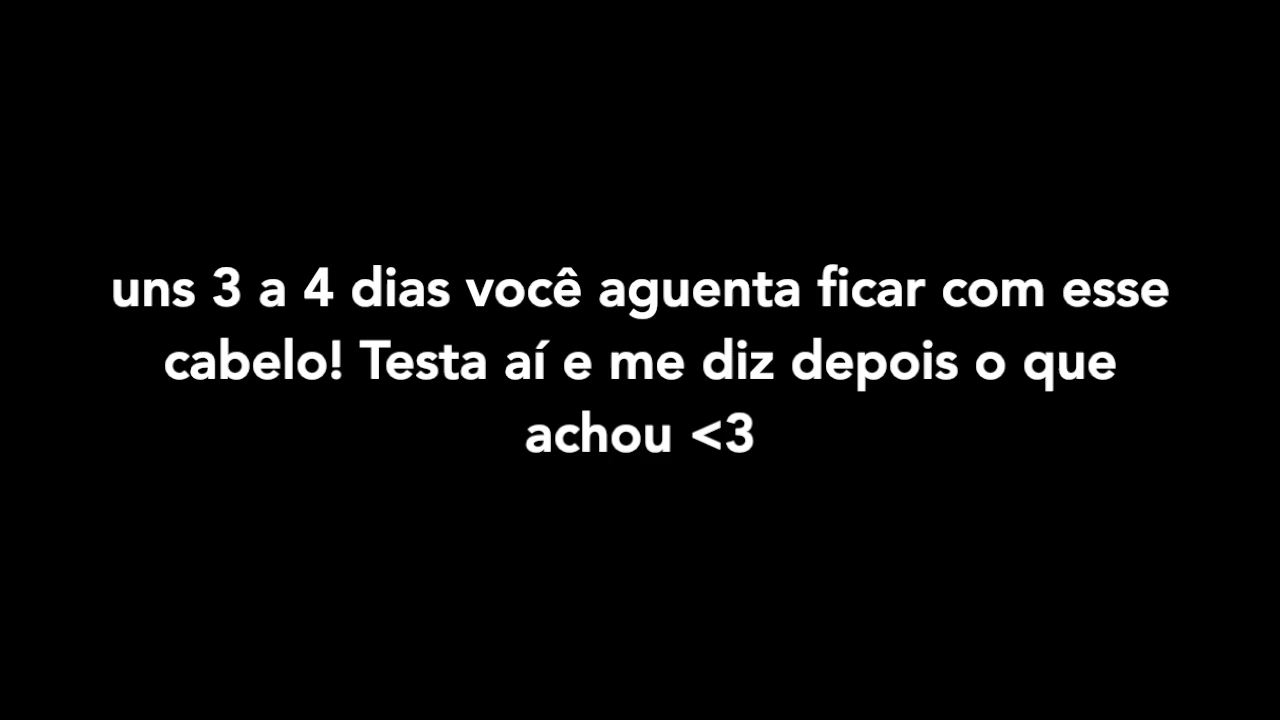 uns 3 a 4 dias você aguenta ficar com esse
cabelo! Testa aí e me diz depois o que
achou <3